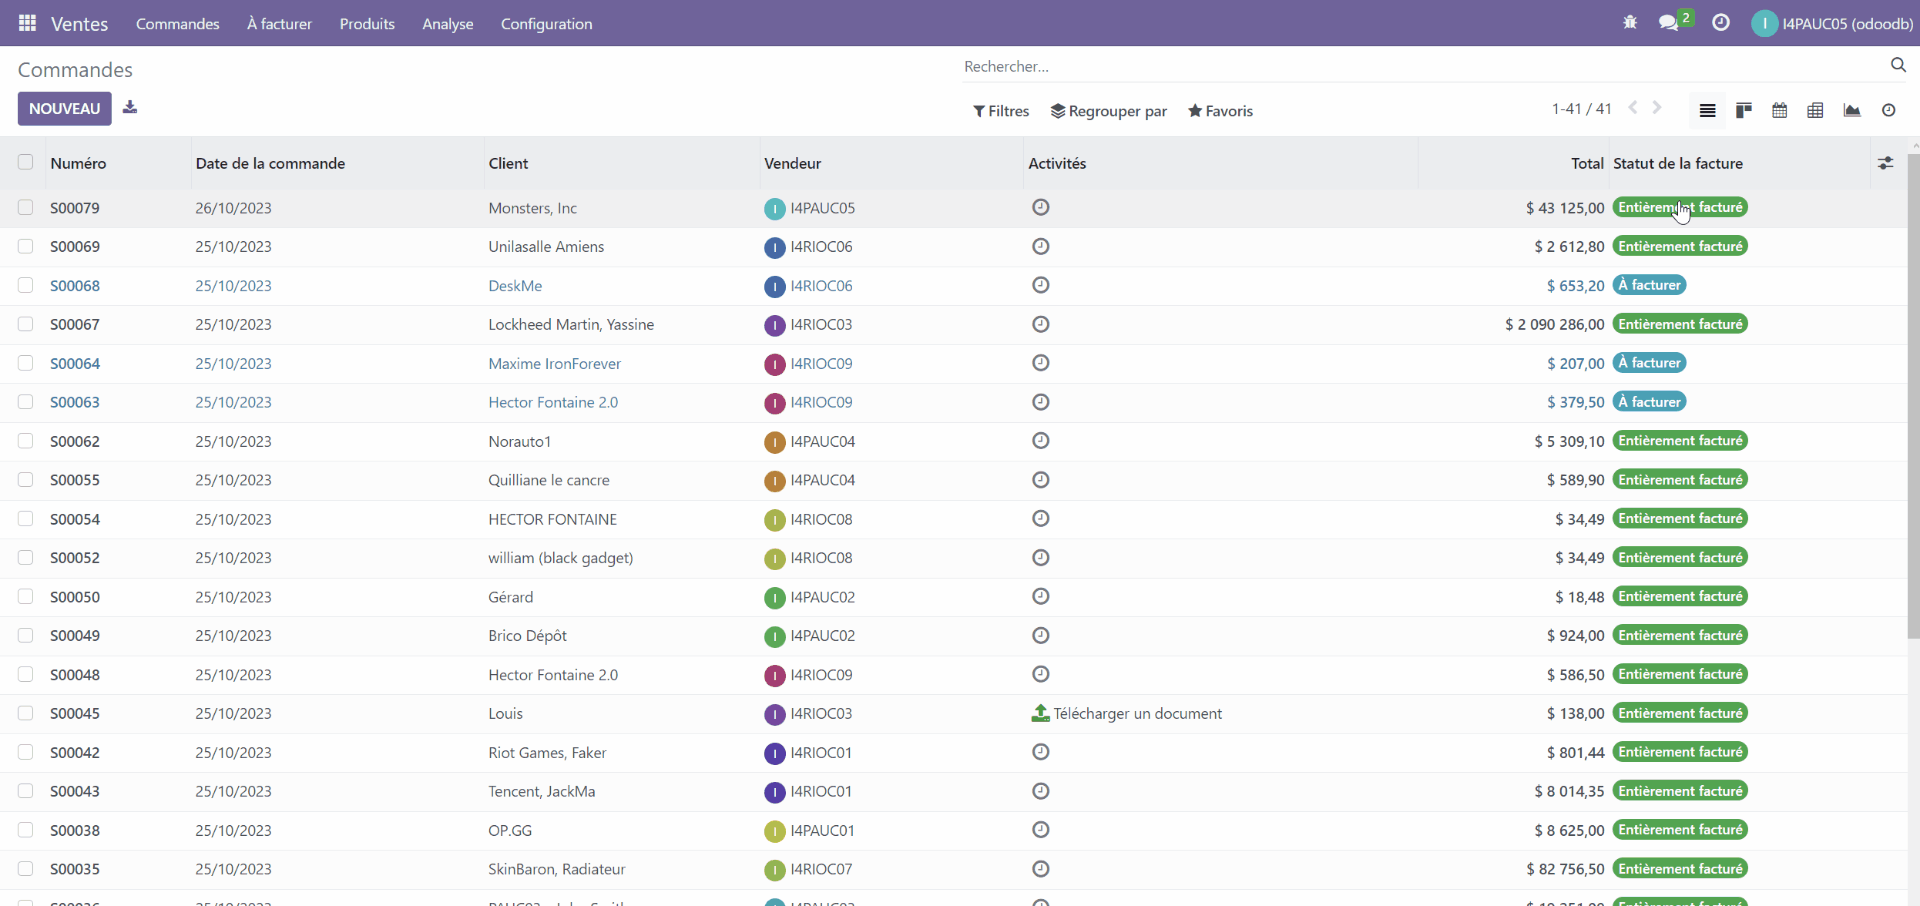 Ventes Commandes À facturer Produits Analyse Configuration 2 I I4PAUC05 (odoodb)
Commandes Rechercher...
NOUVEAU Filtres Regrouper par Favoris 1-41 / 41
Numéro Date de la commande Client Vendeur Activités Total Statut de la facture
S00079 26/10/2023 Monsters, Inc I I4PAUC05 $ 43 125,00 Entièrement facturé
S00069 25/10/2023 Unilasalle Amiens I I4RIOC06 $ 2 612,80 Entièrement facturé
S00068 25/10/2023 DeskMe I I4RIOC06 $ 653,20 À facturer
S00067 25/10/2023 Lockheed Martin, Yassine I I4RIOC03 $ 2 090 286,00 Entièrement facturé
S00064 25/10/2023 Maxime IronForever I I4RIOC09 $ 207,00 À facturer
S00063 25/10/2023 Hector Fontaine 2.0 I I4RIOC09 $ 379,50 À facturer
S00062 25/10/2023 Norauto1 I I4PAUC04 $ 5 309,10 Entièrement facturé
S00055 25/10/2023 Quilliane le cancre I I4PAUC04 $ 589,90 Entièrement facturé
S00054 25/10/2023 HECTOR FONTAINE I I4RIOC08 $ 34,49 Entièrement facturé
S00052 25/10/2023 william (black gadget) I I4RIOC08 $ 34,49 Entièrement facturé
S00050 25/10/2023 Gérard I I4PAUC02 $ 18,48 Entièrement facturé
S00049 25/10/2023 Brico Dépôt I I4PAUC02 $ 924,00 Entièrement facturé
S00048 25/10/2023 Hector Fontaine 2.0 I I4RIOC09 $ 586,50 Entièrement facturé
S00045 25/10/2023 Louis I I4RIOC03 Télécharger un document $ 138,00 Entièrement facturé
S00042 25/10/2023 Riot Games, Faker I I4RIOC01 $ 801,44 Entièrement facturé
S00043 25/10/2023 Tencent, JackMa I I4RIOC01 $ 8 014,35 Entièrement facturé
S00038 25/10/2023 OP.GG I I4PAUC01 $ 8 625,00 Entièrement facturé
S00035 25/10/2023 SkinBaron, Radiateur I I4RIOC07 $ 82 756,50 Entièrement facturé